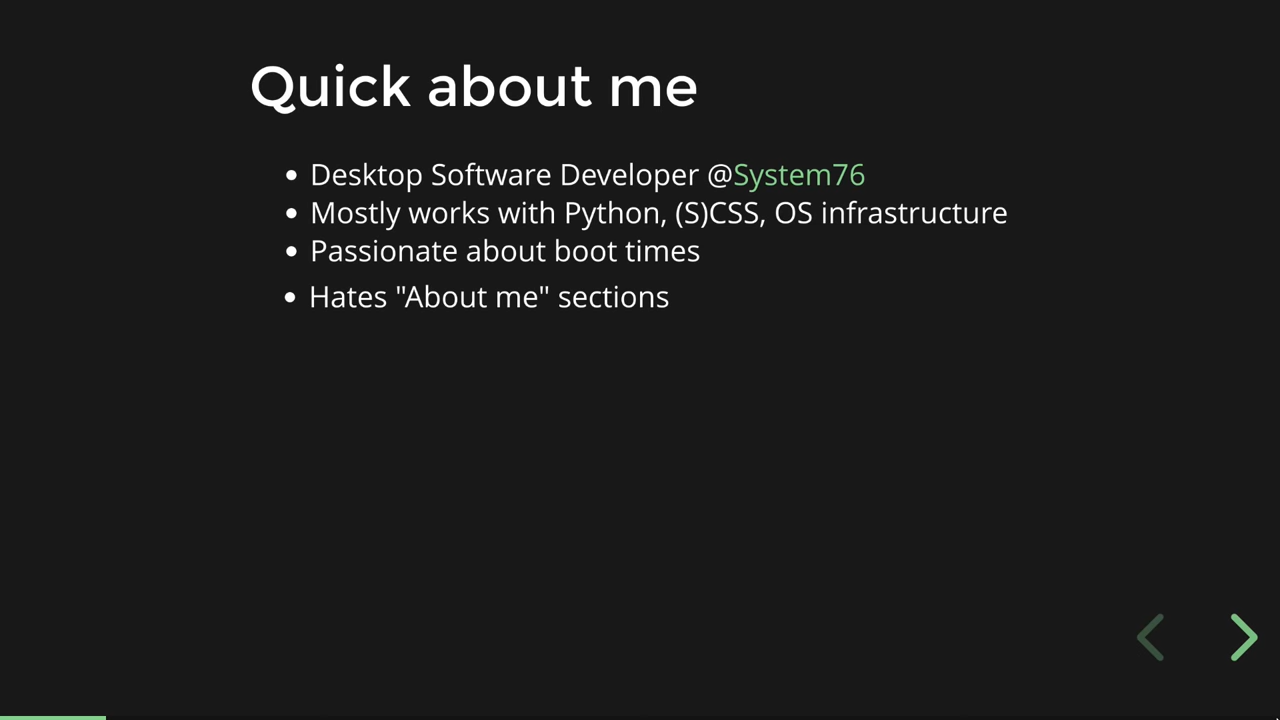 Quick about me
Desktop Software Developer @System76
Mostly works with Python, (S)CSS, OS infrastructure
Passionate about boot times
Hates "About me" sections